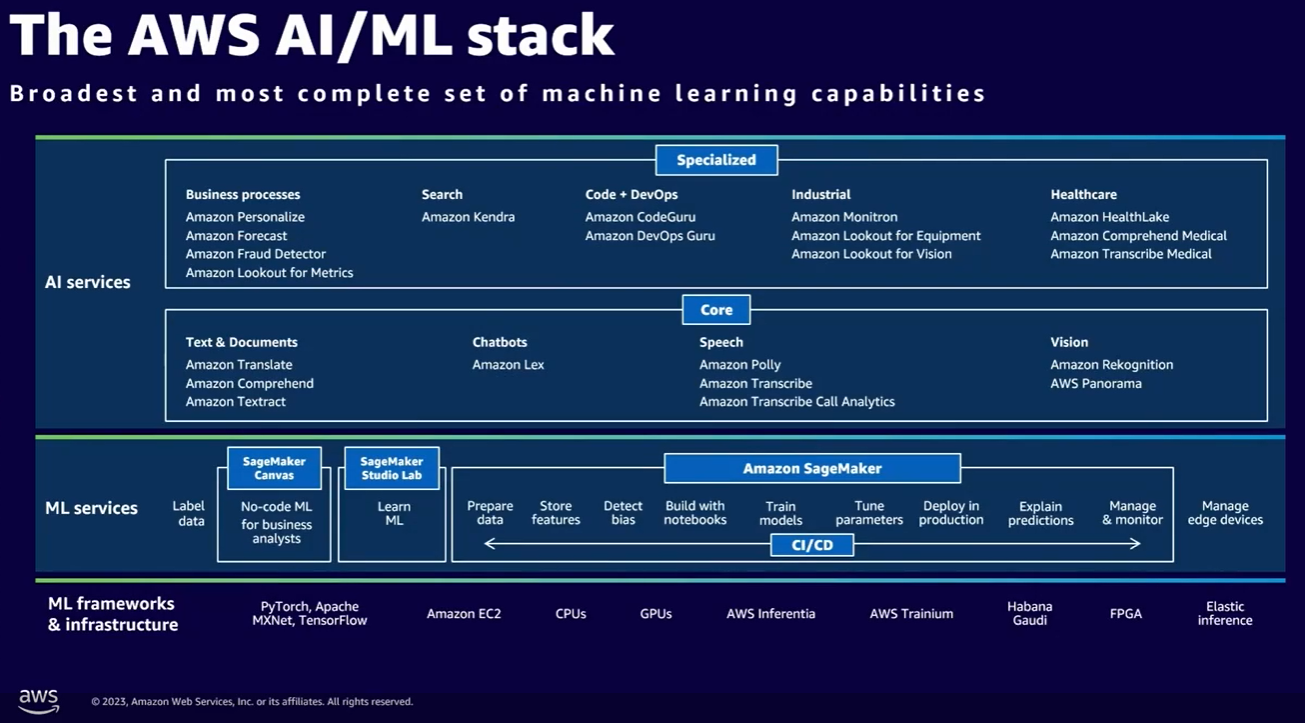 The AWS AI/ML stack
Broadest and most complete set of machine learning capabilities
AI services
Specialized
Business processes
Amazon Personalize
Amazon Forecast
Amazon Fraud Detector
Amazon Lookout for Metrics
Search
Amazon Kendra
Code + DevOps
Amazon CodeGuru
Amazon DevOps Guru
Industrial
Amazon Monitron
Amazon Lookout for Equipment
Amazon Lookout for Vision
Healthcare
Amazon HealthLake
Amazon Comprehend Medical
Amazon Transcribe Medical
Core
Text & Documents
Amazon Translate
Amazon Comprehend
Amazon Textract
Chatbots
Amazon Lex
Speech
Amazon Polly
Amazon Transcribe
Amazon Transcribe Call Analytics
Vision
Amazon Rekognition
AWS Panorama
ML services
Label
data
SageMaker
Canvas
No-code ML
for business
analysts
SageMaker
Studio Lab
Learn
ML
Amazon SageMaker
Prepare
data
Store
features
Detect
bias
Build with
notebooks
Train
models
Tune
parameters
Deploy in
production
Explain
predictions
Manage
& monitor
CI/CD
Manage
edge devices
ML frameworks
& infrastructure
PyTorch, Apache
MXNet, TensorFlow
Amazon EC2
CPUs
GPUs
AWS Inferentia
AWS Trainium
Habana
Gaudi
FPGA
Elastic
inference
aws
© 2023, Amazon Web Services, Inc. or its affiliates. All rights reserved.